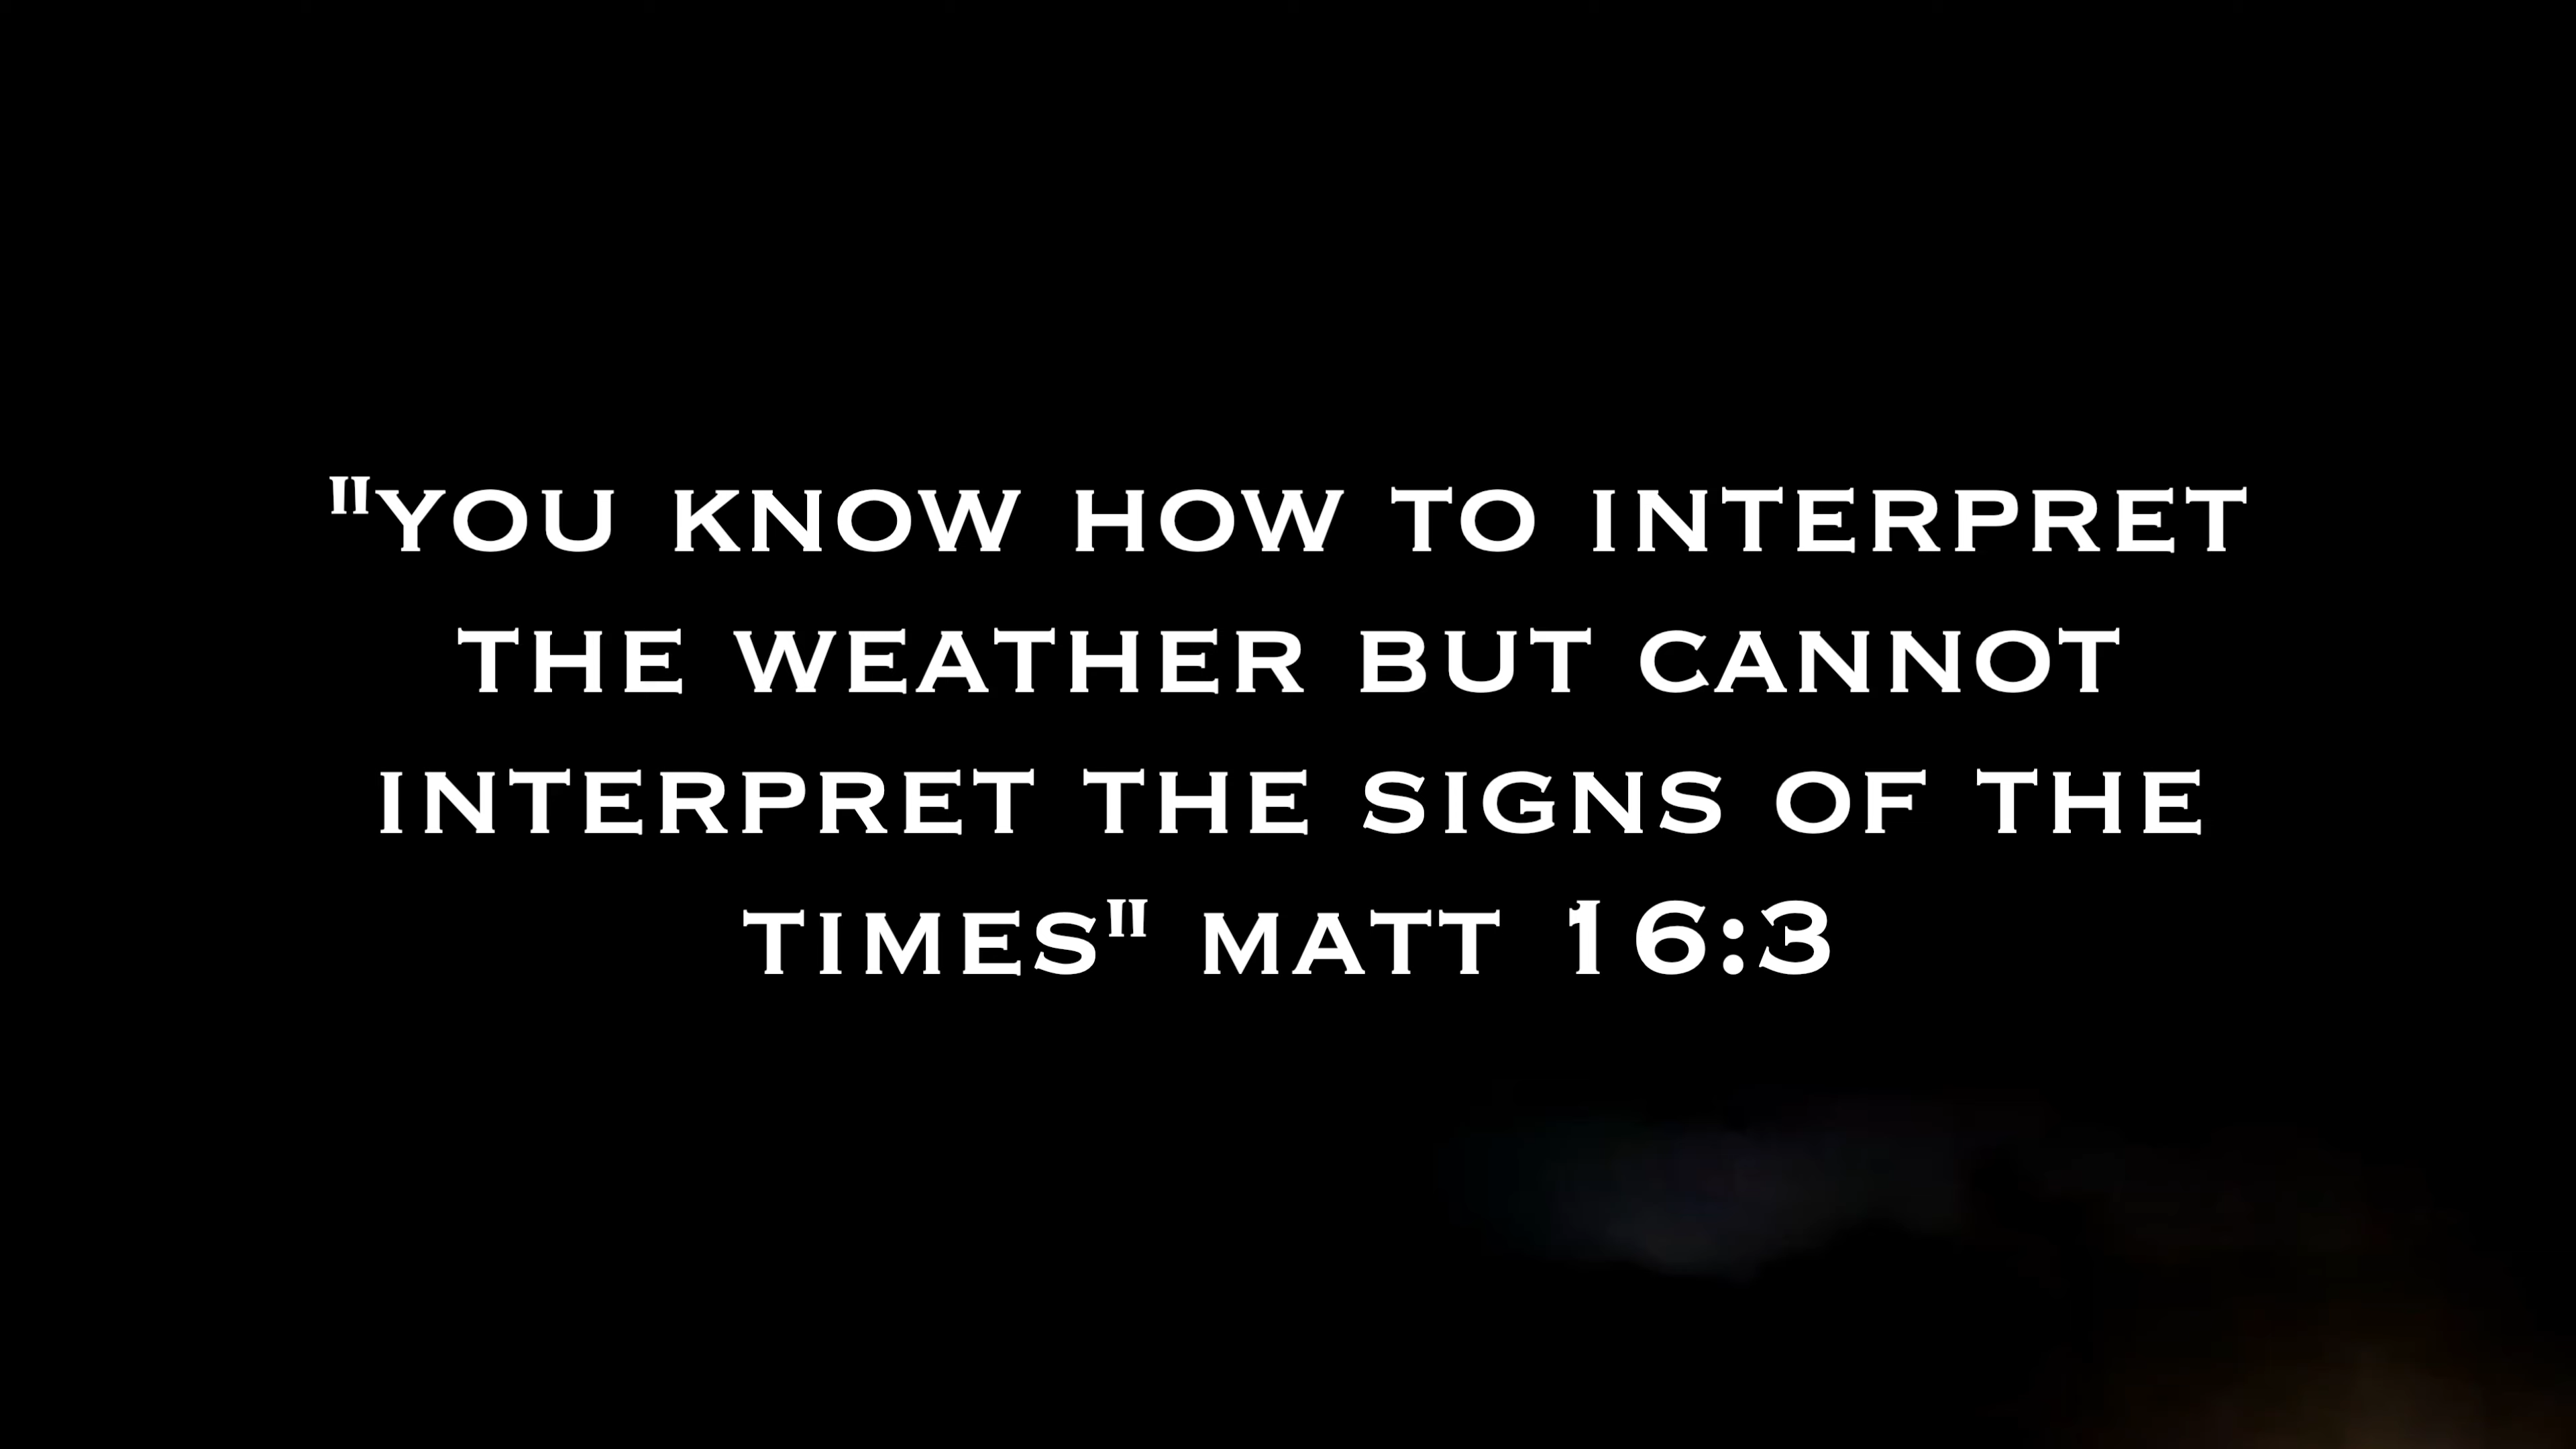 "YOU KNOW HOW TO INTERPRET
THE WEATHER BUT CANNOT
INTERPRET THE SIGNS OF THE
TIMES" MATT 16:3